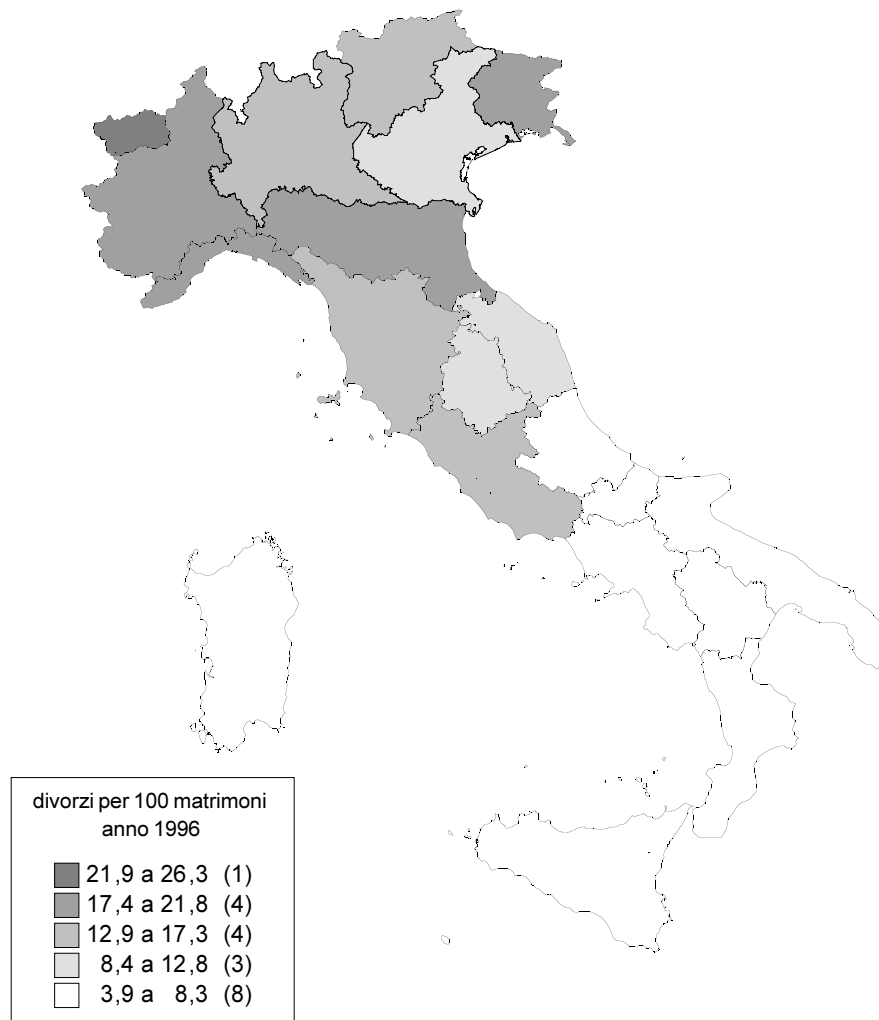 divorzi per 100 matrimoni
anno 1996
21,9 a 26,3 (1)
17,4 a 21,8 (4)
12,9 a 17,3 (4)
8,4 a 12,8 (3)
3,9 a 8,3 (8)